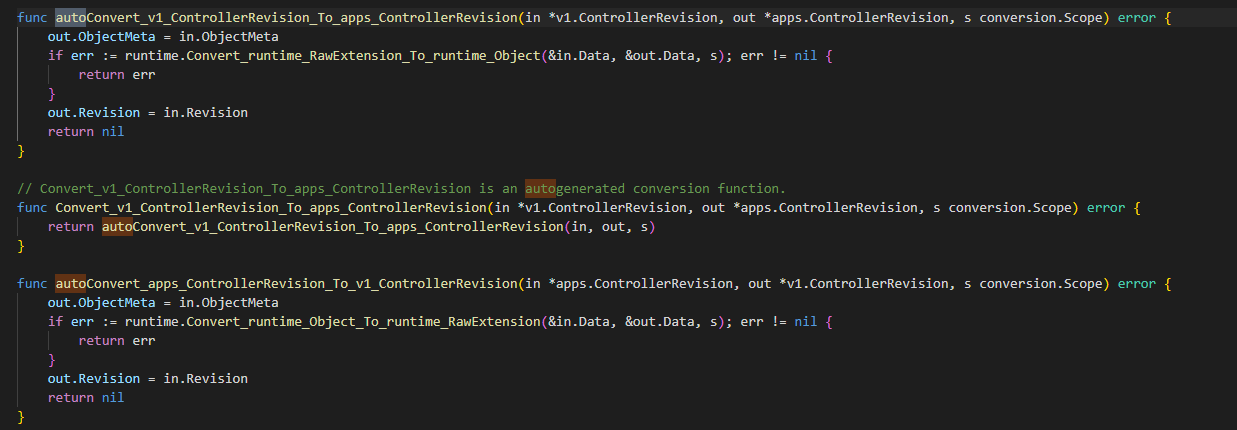 func autoConvert_v1_ControllerRevision_To_apps_ControllerRevision(in *v1.ControllerRevision, out *apps.ControllerRevision, s conversion.Scope) error {
    out.ObjectMeta = in.ObjectMeta
    if err := runtime.Convert_runtime_RawExtension_To_runtime_Object(&in.Data, &out.Data, s); err != nil {
        return err
    }
    out.Revision = in.Revision
    return nil
}

// Convert_v1_ControllerRevision_To_apps_ControllerRevision is an autogenerated conversion function.
func Convert_v1_ControllerRevision_To_apps_ControllerRevision(in *v1.ControllerRevision, out *apps.ControllerRevision, s conversion.Scope) error {
    return autoConvert_v1_ControllerRevision_To_apps_ControllerRevision(in, out, s)
}

func autoConvert_apps_ControllerRevision_To_v1_ControllerRevision(in *apps.ControllerRevision, out *v1.ControllerRevision, s conversion.Scope) error {
    out.ObjectMeta = in.ObjectMeta
    if err := runtime.Convert_runtime_Object_To_runtime_RawExtension(&in.Data, &out.Data, s); err != nil {
        return err
    }
    out.Revision = in.Revision
    return nil
}